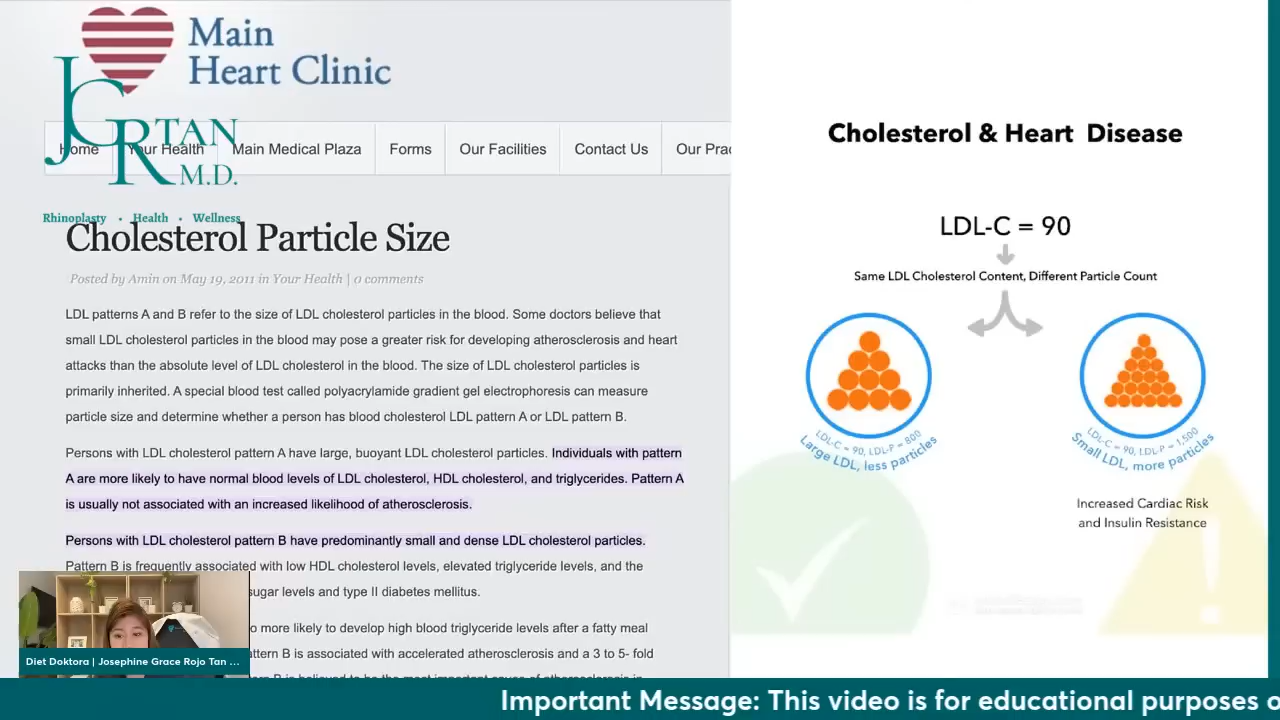 Main
Heart Clinic
JGRTAN
M.D.
Rhinoplasty • Health • Wellness
Home
Your Health
Main Medical Plaza
Forms
Our Facilities
Contact Us
Our Prac
Cholesterol Particle Size
Posted by Amin on May 19, 2011 in Your Health | 0 comments
LDL patterns A and B refer to the size of LDL cholesterol particles in the blood. Some doctors believe that
small LDL cholesterol particles in the blood may pose a greater risk for developing atherosclerosis and heart
attacks than the absolute level of LDL cholesterol in the blood. The size of LDL cholesterol particles is
primarily inherited. A special blood test called polyacrylamide gradient gel electrophoresis can measure
particle size and determine whether a person has blood cholesterol LDL pattern A or LDL pattern B.
Persons with LDL cholesterol pattern A have large, buoyant LDL cholesterol particles. Individuals with pattern
A are more likely to have normal blood levels of LDL cholesterol, HDL cholesterol, and triglycerides. Pattern A
is usually not associated with an increased likelihood of atherosclerosis.
Persons with LDL cholesterol pattern B have predominantly small and dense LDL cholesterol particles.
Pattern B is frequently associated with low HDL cholesterol levels, elevated triglyceride levels, and the
sugar levels and type II diabetes mellitus.
o more likely to develop high blood triglyceride levels after a fatty meal
attern B is associated with accelerated atherosclerosis and a 3 to 5- fold
Diet Doktora | Josephine Grace Rojo Tan ...
Cholesterol & Heart Disease
LDL-C = 90
Same LDL Cholesterol Content, Different Particle Count
LDL-C = 90, LDL-P = 800
Large LDL, less particles
LDL-C = 90, LDL-P = 1,500
Small LDL, more particles
Increased Cardiac Risk
and Insulin Resistance
Important Message: This video is for educational purposes